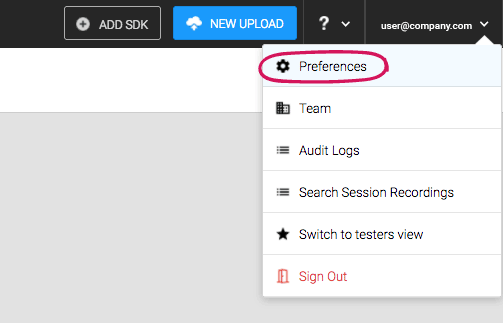 ADD SDK NEW UPLOAD ? user@company.com
Preferences
Team
Audit Logs
Search Session Recordings
Switch to testers view
Sign Out